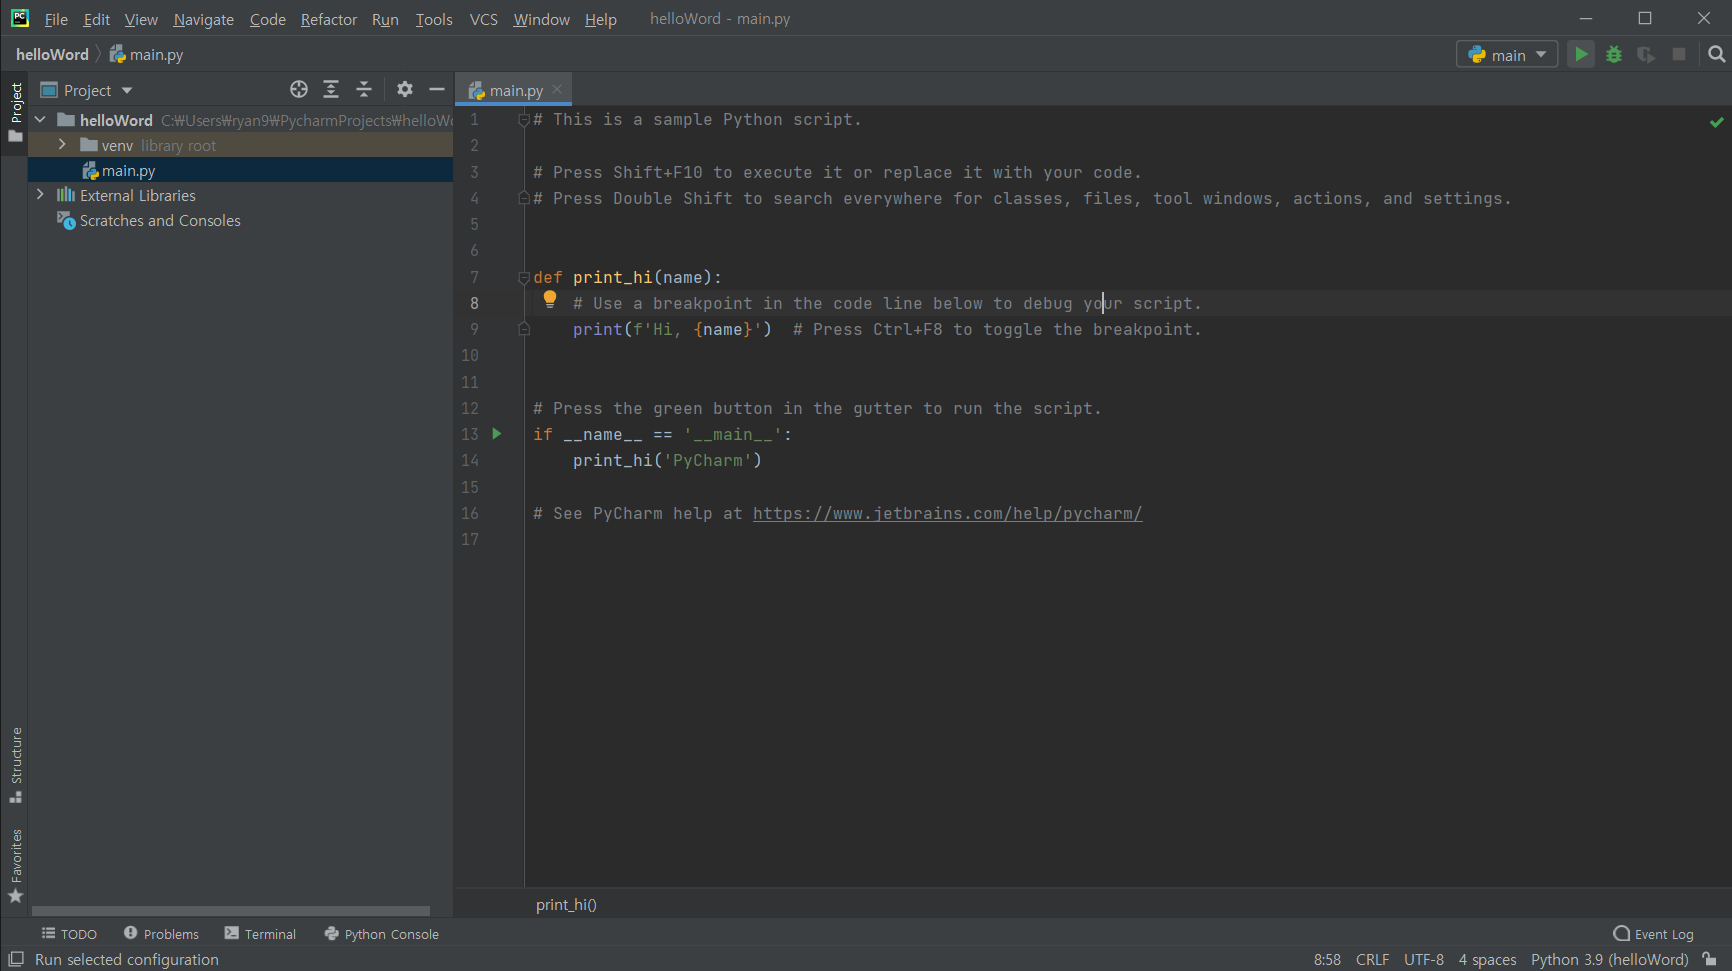 PC File Edit View Navigate Code Refactor Run Tools VCS Window Help helloWord - main.py
helloWord main.py main
Project
Project
helloWord C:₩Users₩ryan9₩PycharmProjects₩helloWo
venv library root
main.py
External Libraries
Scratches and Consoles
Structure
Favorites
main.py
1 # This is a sample Python script.
2
3 # Press Shift+F10 to execute it or replace it with your code.
4 # Press Double Shift to search everywhere for classes, files, tool windows, actions, and settings.
5
6
7 def print_hi(name):
8 # Use a breakpoint in the code line below to debug your script.
9 print(f'Hi, {name}') # Press Ctrl+F8 to toggle the breakpoint.
10
11
12 # Press the green button in the gutter to run the script.
13 if __name__ == '__main__':
14 print_hi('PyCharm')
15
16 # See PyCharm help at https://www.jetbrains.com/help/pycharm/
17
print_hi()
TODO Problems Terminal Python Console Event Log
Run selected configuration 8:58 CRLF UTF-8 4 spaces Python 3.9 (helloWord)